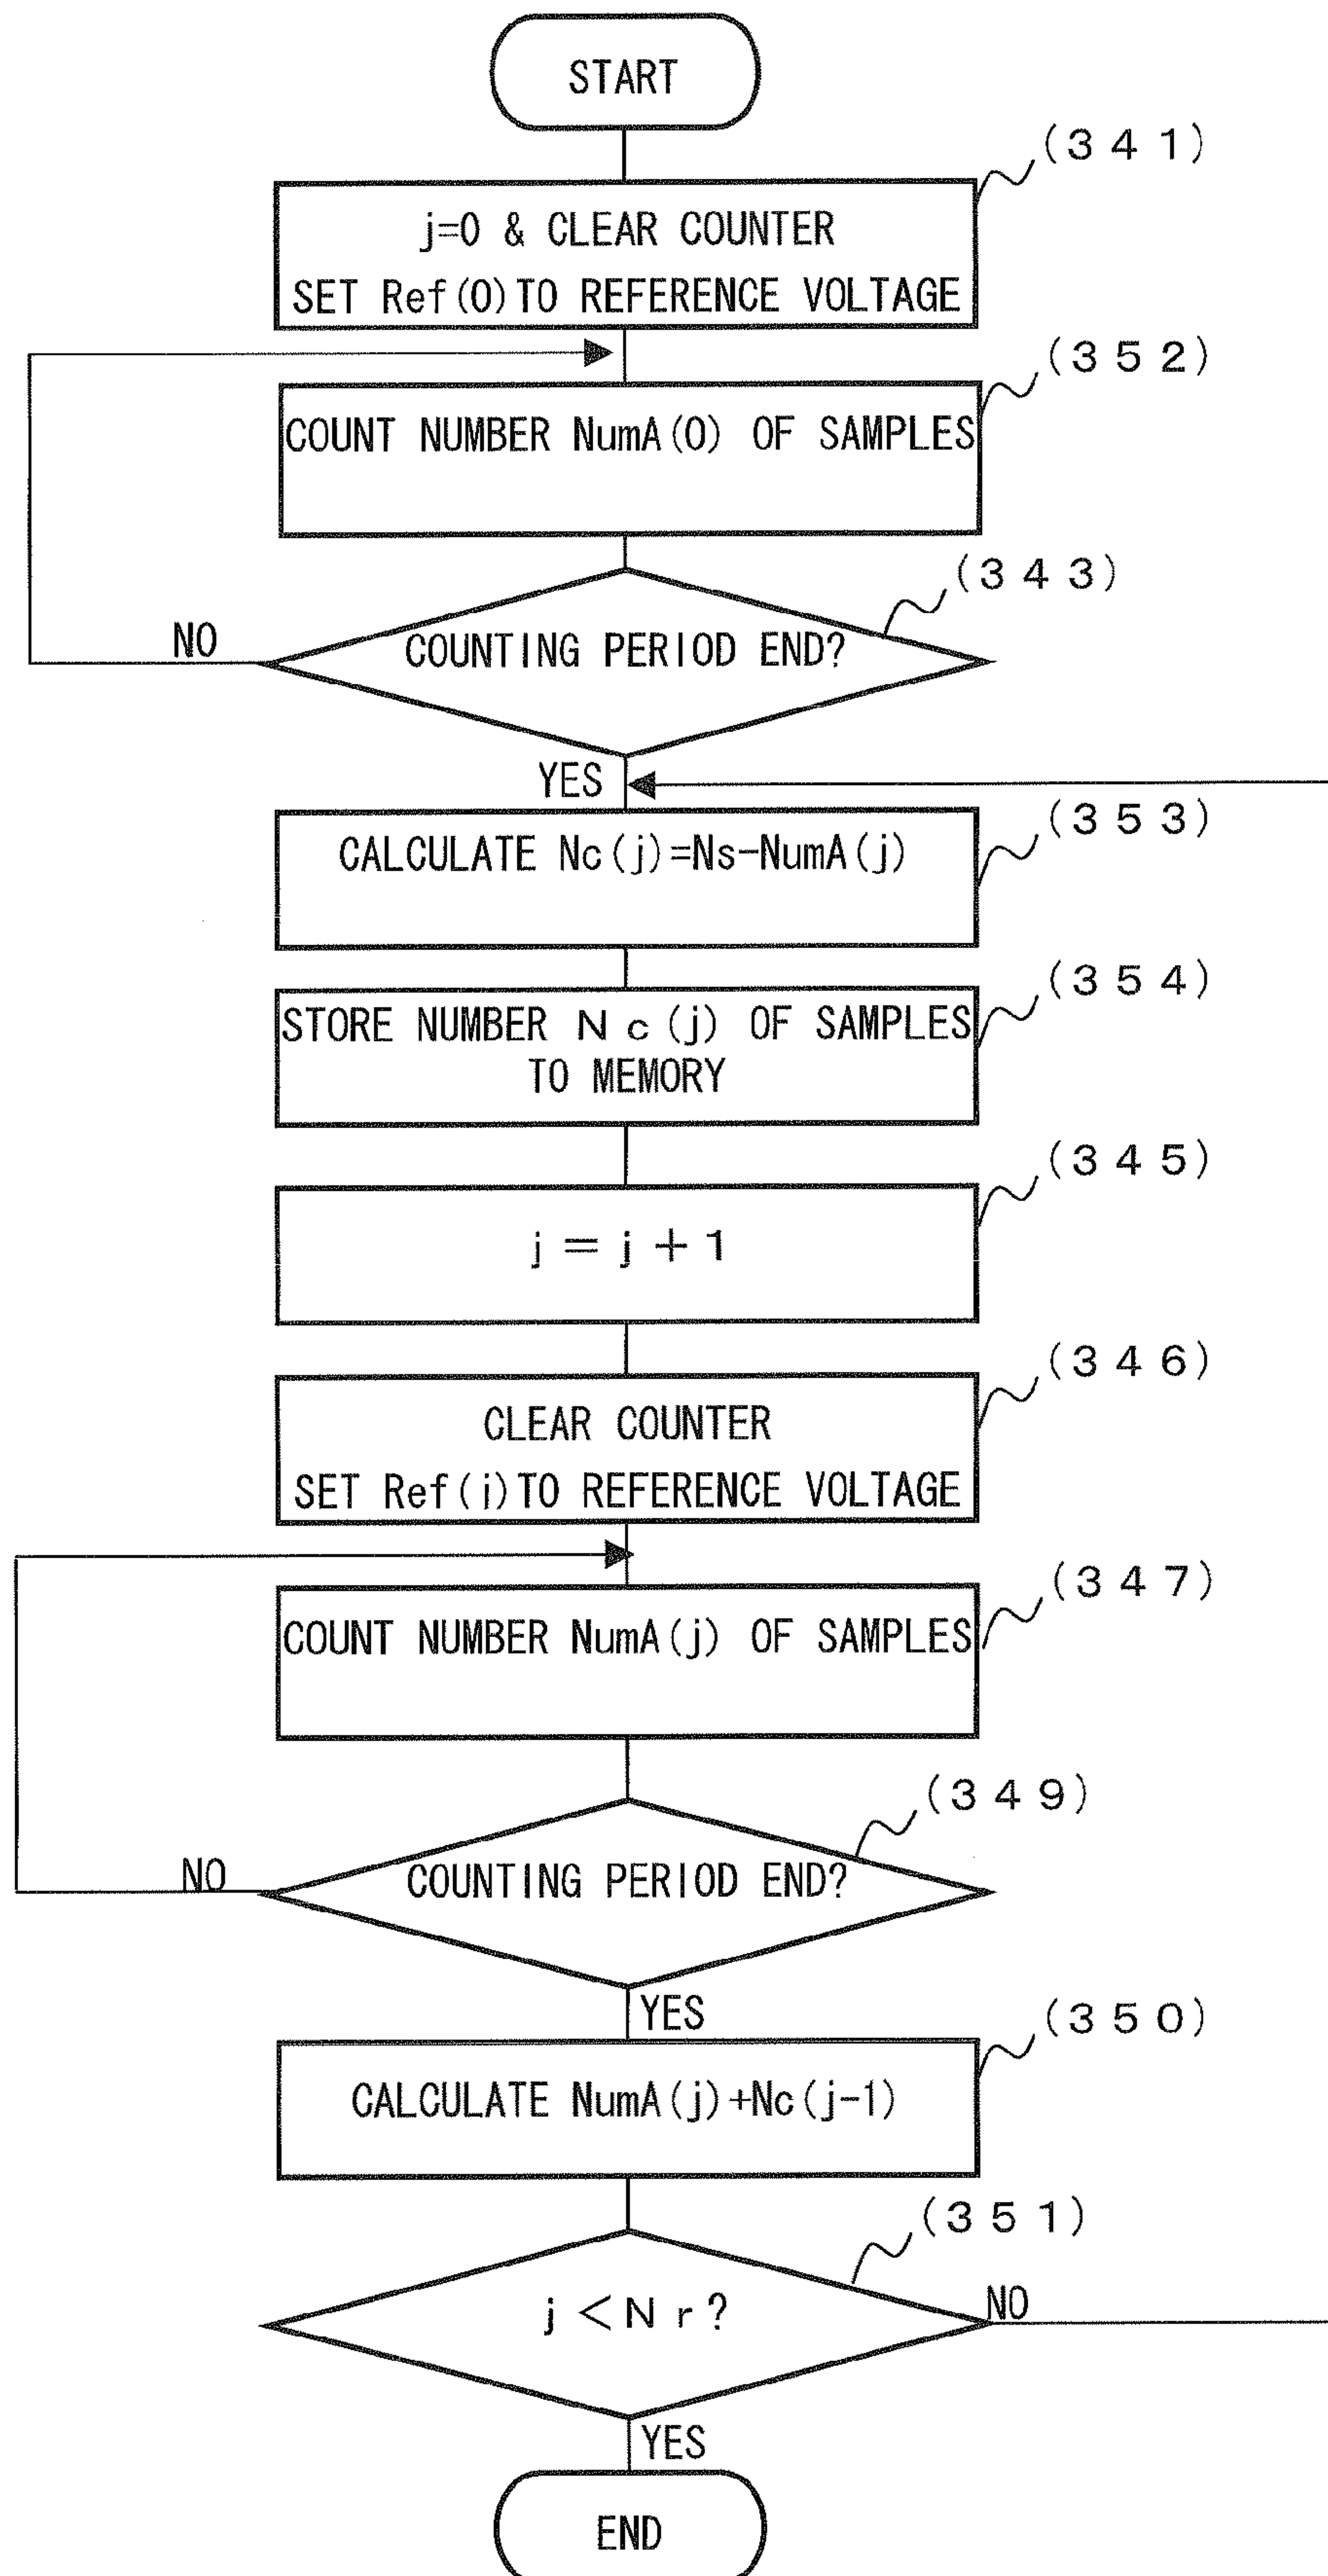 START
(341)
j=0 & CLEAR COUNTER
SET Ref(0)TO REFERENCE VOLTAGE
(352)
COUNT NUMBER NumA(0) OF SAMPLES
(343)
COUNTING PERIOD END?
NO
YES
(353)
CALCULATE Nc(j)=Ns-NumA(j)
(354)
STORE NUMBER Nc(j) OF SAMPLES
TO MEMORY
(345)
j=j+1
(346)
CLEAR COUNTER
SET Ref(j)TO REFERENCE VOLTAGE
(347)
COUNT NUMBER NumA(j) OF SAMPLES
(349)
COUNTING PERIOD END?
NO
YES
(350)
CALCULATE NumA(j)+Nc(j-1)
(351)
j<Nr?
NO
YES
END